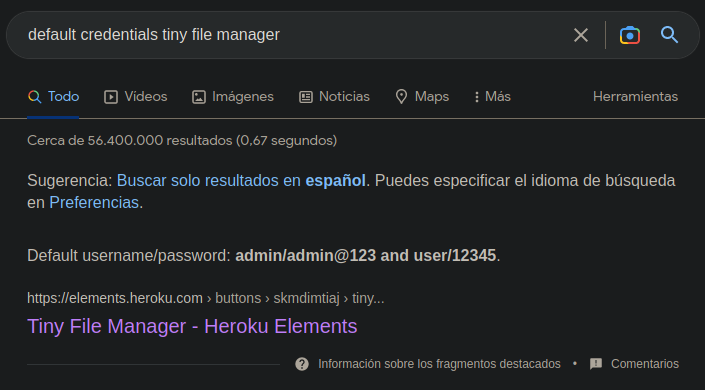 default credentials tiny file manager
Todo Videos Imágenes Noticias Maps Más Herramientas
Cerca de 56.400.000 resultados (0,67 segundos)
Sugerencia: Buscar solo resultados en español. Puedes especificar el idioma de búsqueda
en Preferencias.
Default username/password: admin/admin@123 and user/12345.
https://elements.heroku.com › buttons › skmdimtiaj › tiny...
Tiny File Manager - Heroku Elements
Información sobre los fragmentos destacados • Comentarios